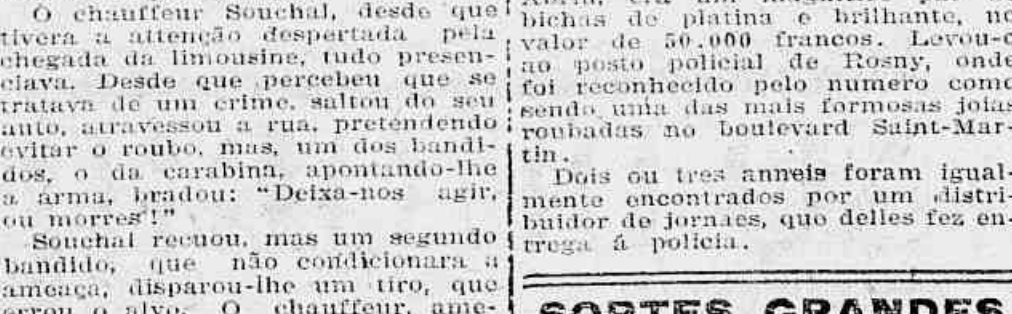 O chauffeur Souchal, desde que
tivera a attenção despertada pela
chegada da limousine, tudo presen-
ciava. Desde que percebeu que se
tratava de um crime, saltou do seu
auto, atravessou a rua, pretendendo
evitar o roubo, mas, um dos bandi-
dos, o da carabina, apontando-lhe
a arma, bradou: "Deixa-nos agir,
ou morres!"
Souchal recuou, mas um segundo
bandido, que não condicionara a
ameaça, disparou-lhe um tiro, que
errou o alvo. O chauffeur, ame-
bichas de platina e brilhante, no
valor de 50.000 francos. Levou-o
ao posto policial de Rosny, onde
foi reconhecido pelo numero como
sendo uma das mais formosas joias
roubadas no boulevard Saint-Mar-
tin.
Dois ou tres anneis foram igual-
mente encontrados por um distri-
buidor de jornaes, que delles fez en-
trega á policia.
SORTES GRANDES